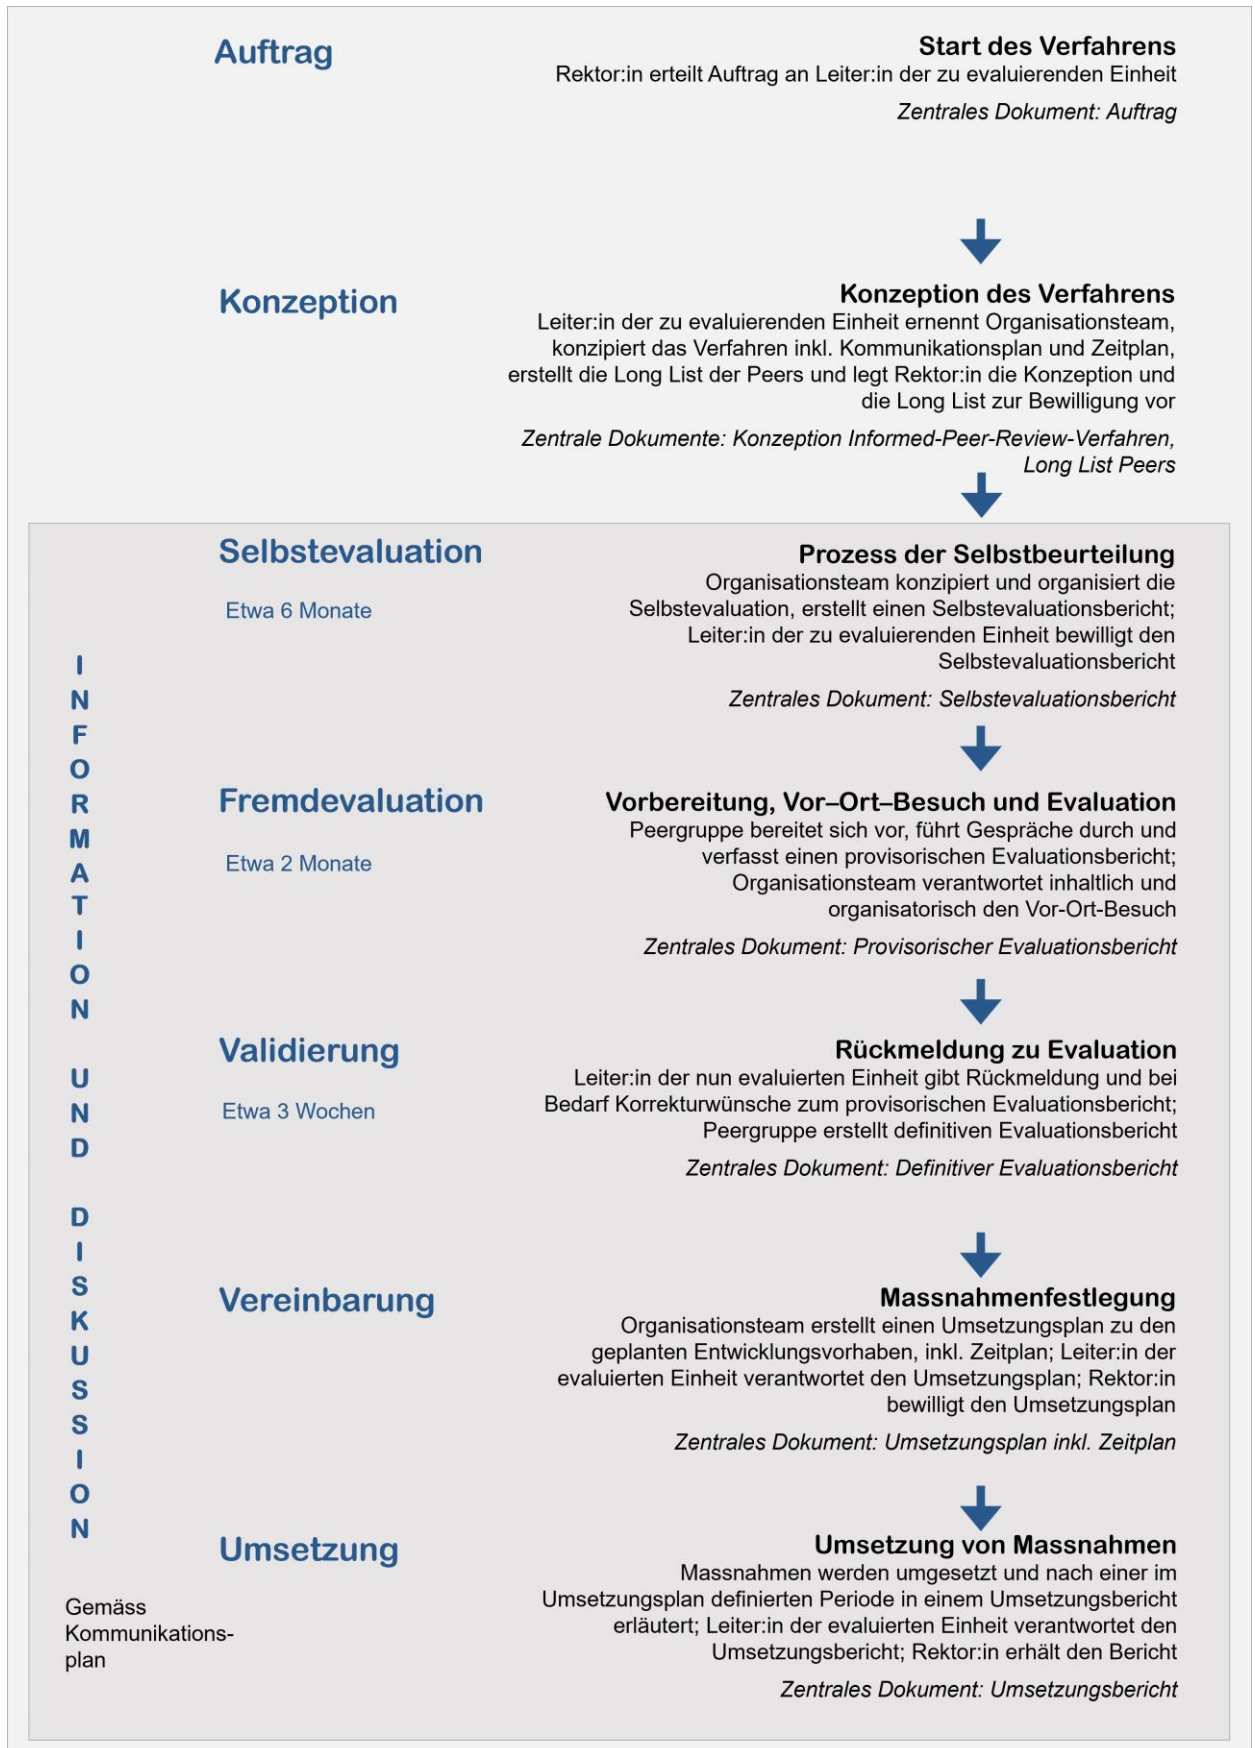 Auftrag
Start des Verfahrens
Rektor:in erteilt Auftrag an Leiter:in der zu evaluierenden Einheit
Zentrales Dokument: Auftrag
Konzeption
Konzeption des Verfahrens
Leiter:in der zu evaluierenden Einheit ernennt Organisationsteam,
konzipiert das Verfahren inkl. Kommunikationsplan und Zeitplan,
erstellt die Long List der Peers und legt Rektor:in die Konzeption und
die Long List zur Bewilligung vor
Zentrale Dokumente: Konzeption Informed-Peer-Review-Verfahren,
Long List Peers
INFORMATION UND DISKUSSION
Gemäss
Kommunikations-
plan
Selbstevaluation
Etwa 6 Monate
Prozess der Selbstbeurteilung
Organisationsteam konzipiert und organisiert die
Selbstevaluation, erstellt einen Selbstevaluationsbericht;
Leiter:in der zu evaluierenden Einheit bewilligt den
Selbstevaluationsbericht
Zentrales Dokument: Selbstevaluationsbericht
Fremdevaluation
Etwa 2 Monate
Vorbereitung, Vor–Ort–Besuch und Evaluation
Peergruppe bereitet sich vor, führt Gespräche durch und
verfasst einen provisorischen Evaluationsbericht;
Organisationsteam verantwortet inhaltlich und
organisatorisch den Vor-Ort-Besuch
Zentrales Dokument: Provisorischer Evaluationsbericht
Validierung
Etwa 3 Wochen
Rückmeldung zu Evaluation
Leiter:in der nun evaluierten Einheit gibt Rückmeldung und bei
Bedarf Korrekturwünsche zum provisorischen Evaluationsbericht;
Peergruppe erstellt definitiven Evaluationsbericht
Zentrales Dokument: Definitiver Evaluationsbericht
Vereinbarung
Massnahmenfestlegung
Organisationsteam erstellt einen Umsetzungsplan zu den
geplanten Entwicklungsvorhaben, inkl. Zeitplan; Leiter:in der
evaluierten Einheit verantwortet den Umsetzungsplan; Rektor:in
bewilligt den Umsetzungsplan
Zentrales Dokument: Umsetzungsplan inkl. Zeitplan
Umsetzung
Umsetzung von Massnahmen
Massnahmen werden umgesetzt und nach einer im
Umsetzungsplan definierten Periode in einem Umsetzungsbericht
erläutert; Leiter:in der evaluierten Einheit verantwortet den
Umsetzungsbericht; Rektor:in erhält den Bericht
Zentrales Dokument: Umsetzungsbericht